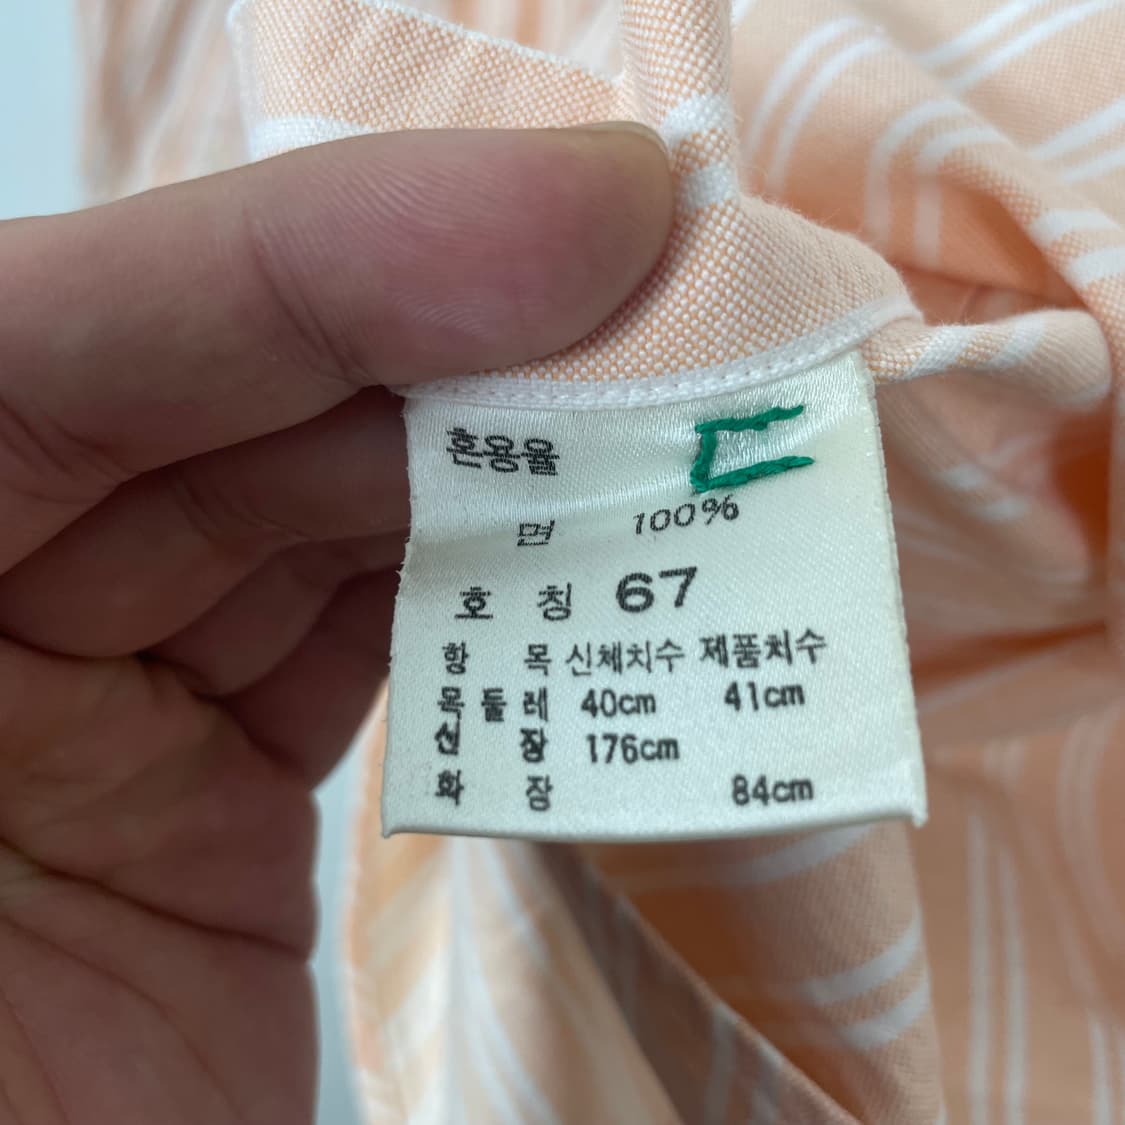 혼용율
면 100%
호 칭 67
항 목 신체치수 제품치수
목 둘 레 40cm 41cm
신 장 176cm
화 장 84cm